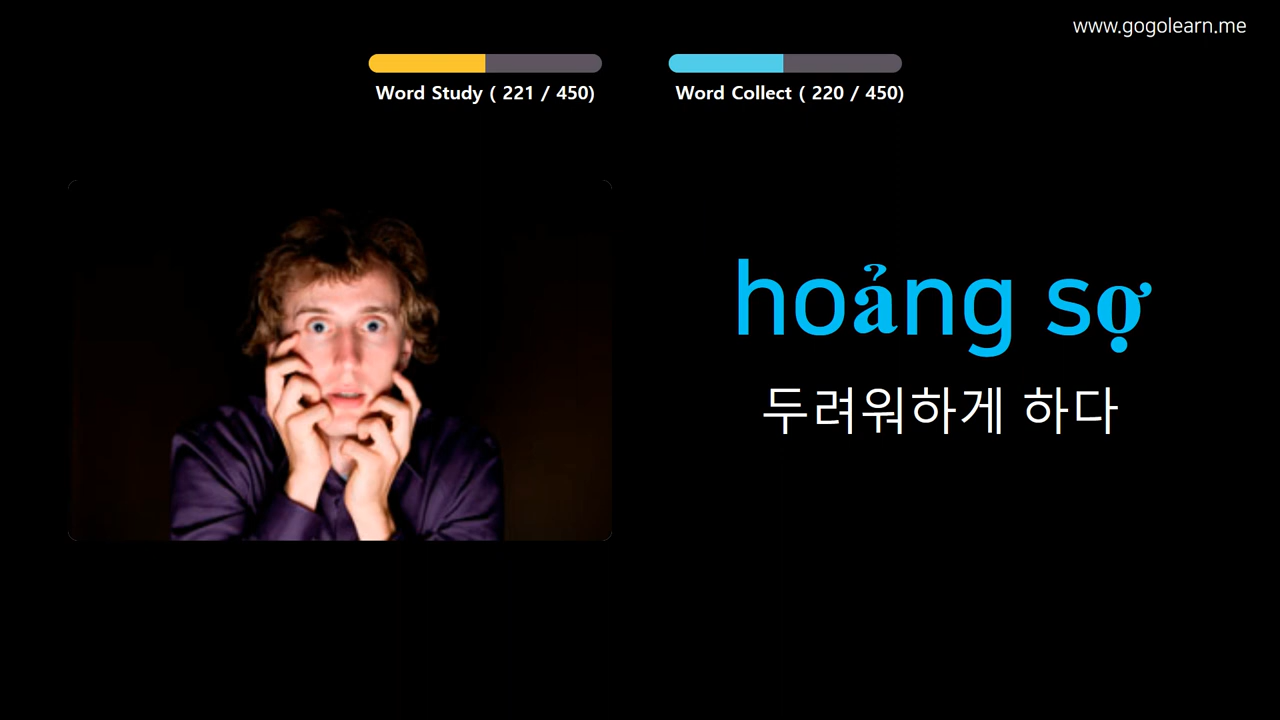 www.gogolearn.me
Word Study ( 221 / 450)
Word Collect ( 220 / 450)
hoảng sợ
두려워하게 하다